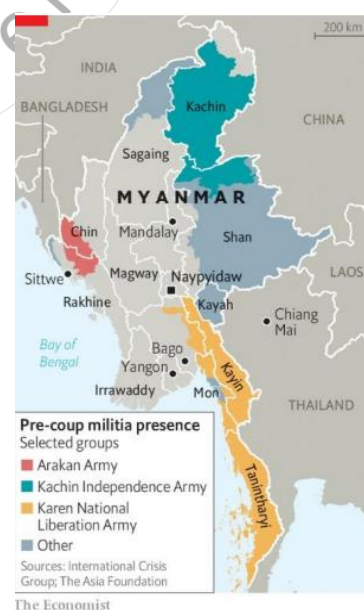 200 km
INDIA
BANGLADESH
Kachin
CHINA
Sagaing
MYANMAR
Chin
Mandalay
Shan
LAOS
Magway
Naypyidaw
Sittwe
Rakhine
Kayah
Chiang
Mai
Bay of
Bengal
Bago
Yangon
Kayin
Irrawaddy
Mon
THAILAND
Tanintharyi
Pre-coup militia presence
Selected groups
Arakan Army
Kachin Independence Army
Karen National
Liberation Army
Other
Sources: International Crisis
Group; The Asia Foundation
The Economist